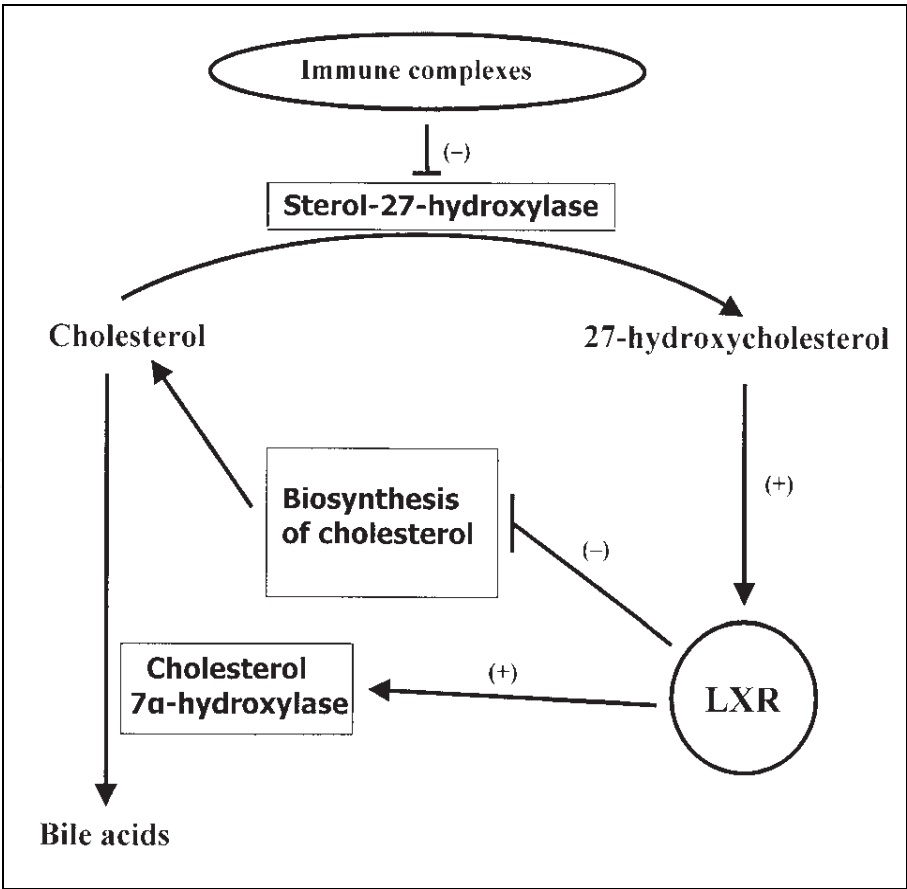 Immune complexes
(−)
Sterol-27-hydroxylase
Cholesterol
27-hydroxycholesterol
(+)
Biosynthesis
of cholesterol
(−)
Cholesterol
7α-hydroxylase
(+)
LXR
Bile acids